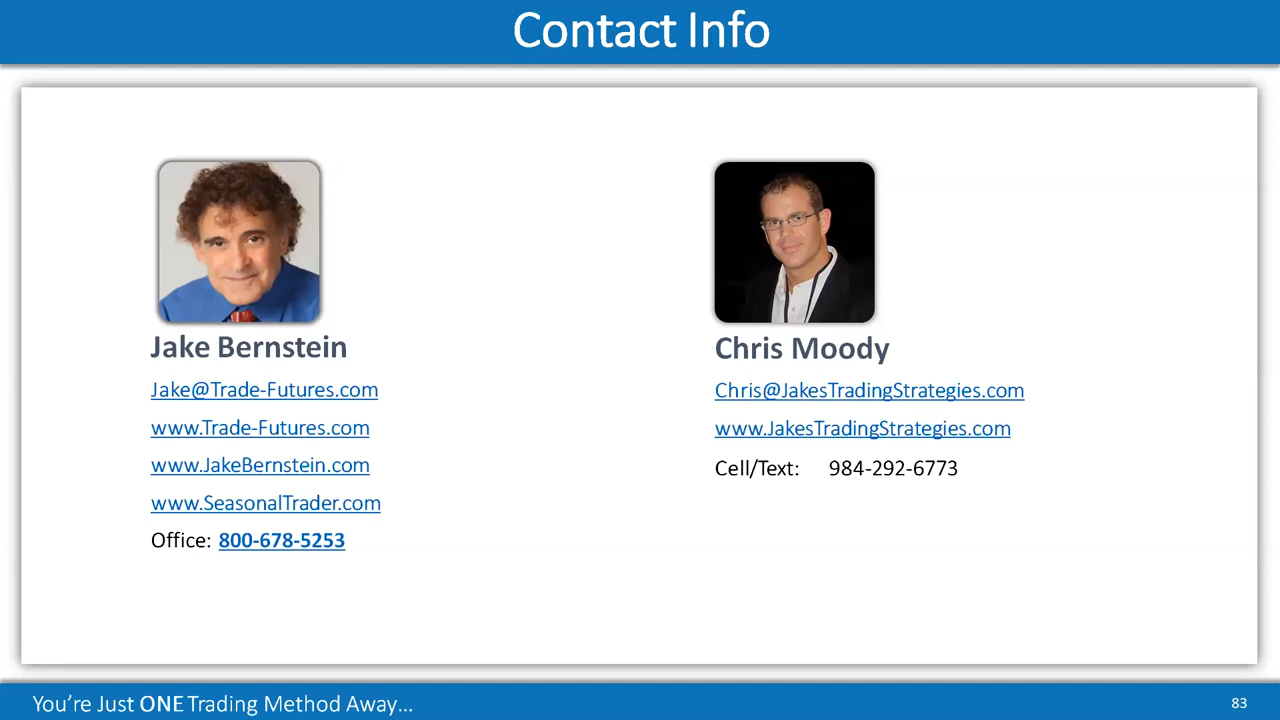 Contact Info
Jake Bernstein
Jake@Trade-Futures.com
www.Trade-Futures.com
www.JakeBernstein.com
www.SeasonalTrader.com
Office: 800-678-5253
Chris Moody
Chris@JakesTradingStrategies.com
www.JakesTradingStrategies.com
Cell/Text: 984-292-6773
You’re Just ONE Trading Method Away…
83